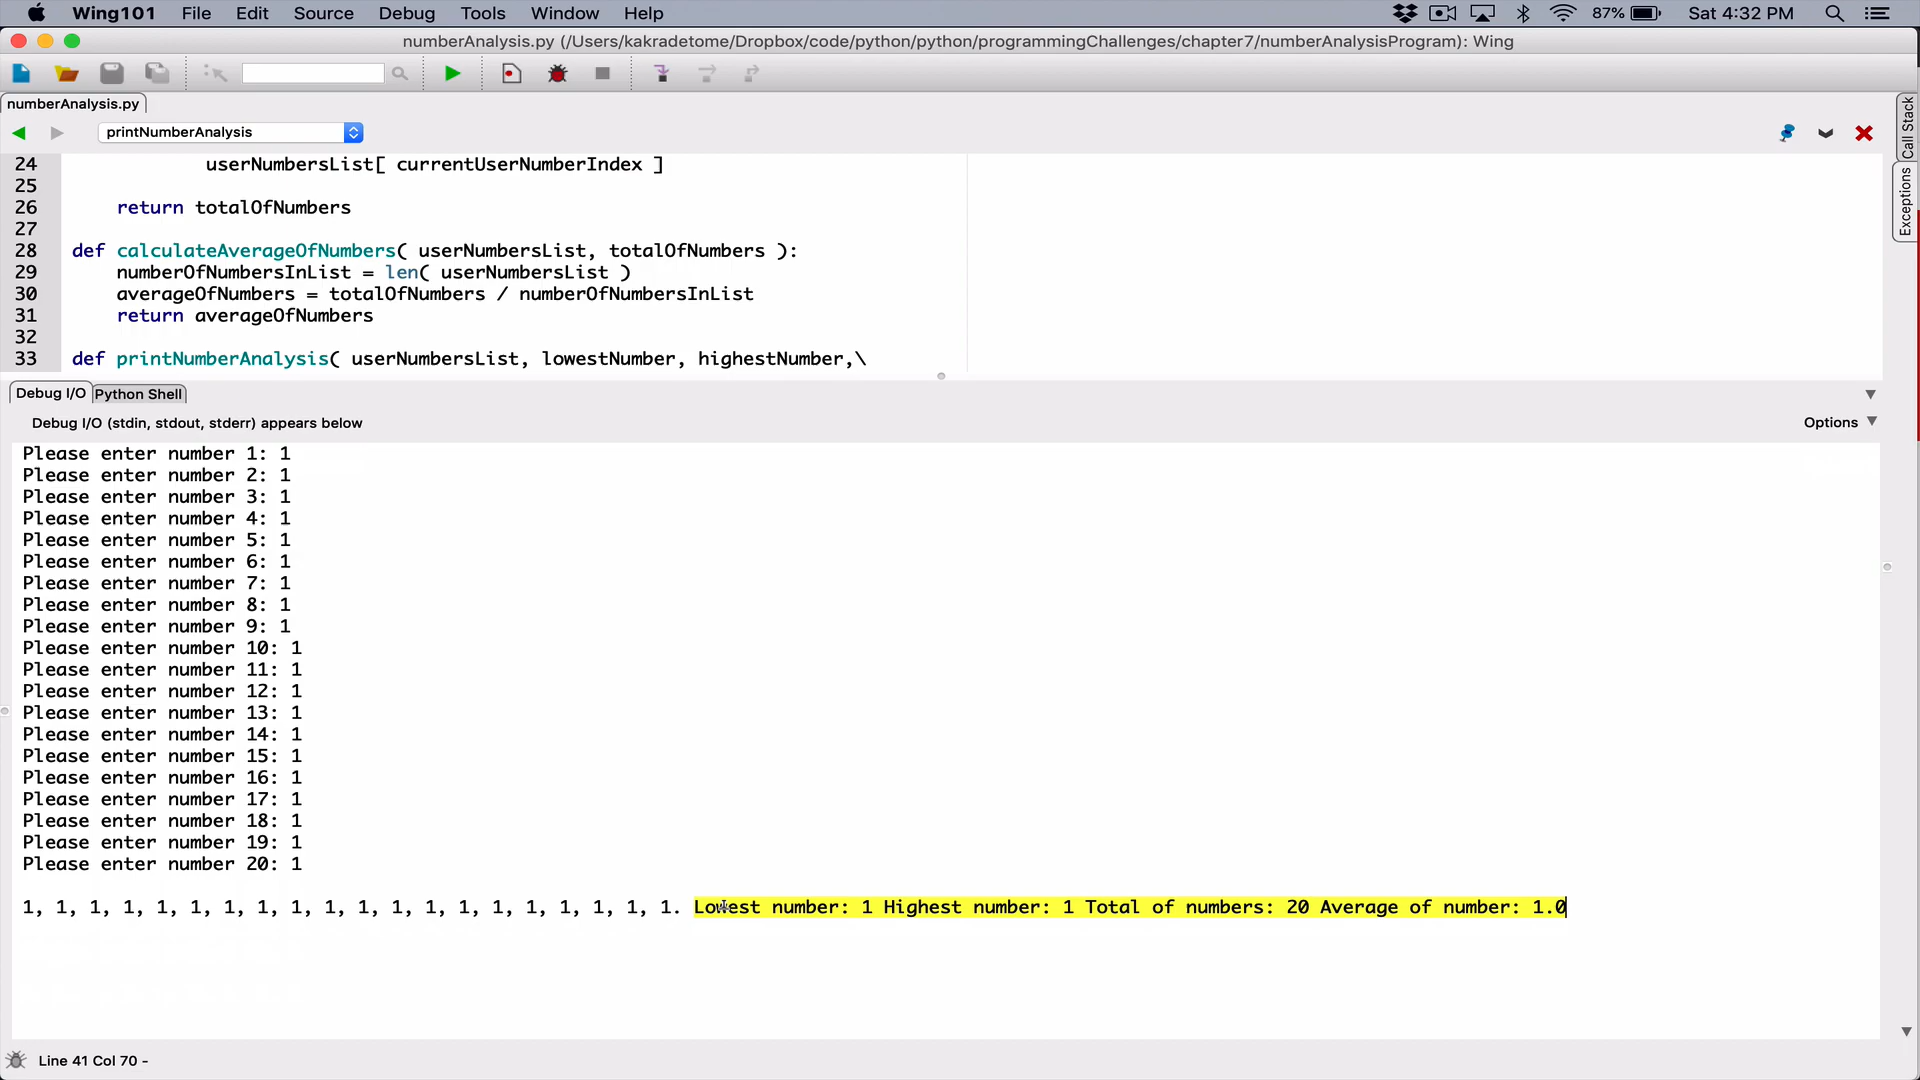 Wing101 File Edit Source Debug Tools Window Help 87% Sat 4:32 PM
numberAnalysis.py (/Users/kakradetome/Dropbox/code/python/python/programmingChallenges/chapter7/numberAnalysisProgram): Wing
numberAnalysis.py
printNumberAnalysis
Call Stack
Exceptions
24 userNumbersList[ currentUserNumberIndex ]
25
26 return totalOfNumbers
27
28 def calculateAverageOfNumbers( userNumbersList, totalOfNumbers ):
29 numberOfNumbersInList = len( userNumbersList )
30 averageOfNumbers = totalOfNumbers / numberOfNumbersInList
31 return averageOfNumbers
32
33 def printNumberAnalysis( userNumbersList, lowestNumber, highestNumber,\
Debug I/O Python Shell
Debug I/O (stdin, stdout, stderr) appears below Options
Please enter number 1: 1
Please enter number 2: 1
Please enter number 3: 1
Please enter number 4: 1
Please enter number 5: 1
Please enter number 6: 1
Please enter number 7: 1
Please enter number 8: 1
Please enter number 9: 1
Please enter number 10: 1
Please enter number 11: 1
Please enter number 12: 1
Please enter number 13: 1
Please enter number 14: 1
Please enter number 15: 1
Please enter number 16: 1
Please enter number 17: 1
Please enter number 18: 1
Please enter number 19: 1
Please enter number 20: 1
1, 1, 1, 1, 1, 1, 1, 1, 1, 1, 1, 1, 1, 1, 1, 1, 1, 1, 1, 1. Lowest number: 1 Highest number: 1 Total of numbers: 20 Average of number: 1.0
Line 41 Col 70 -